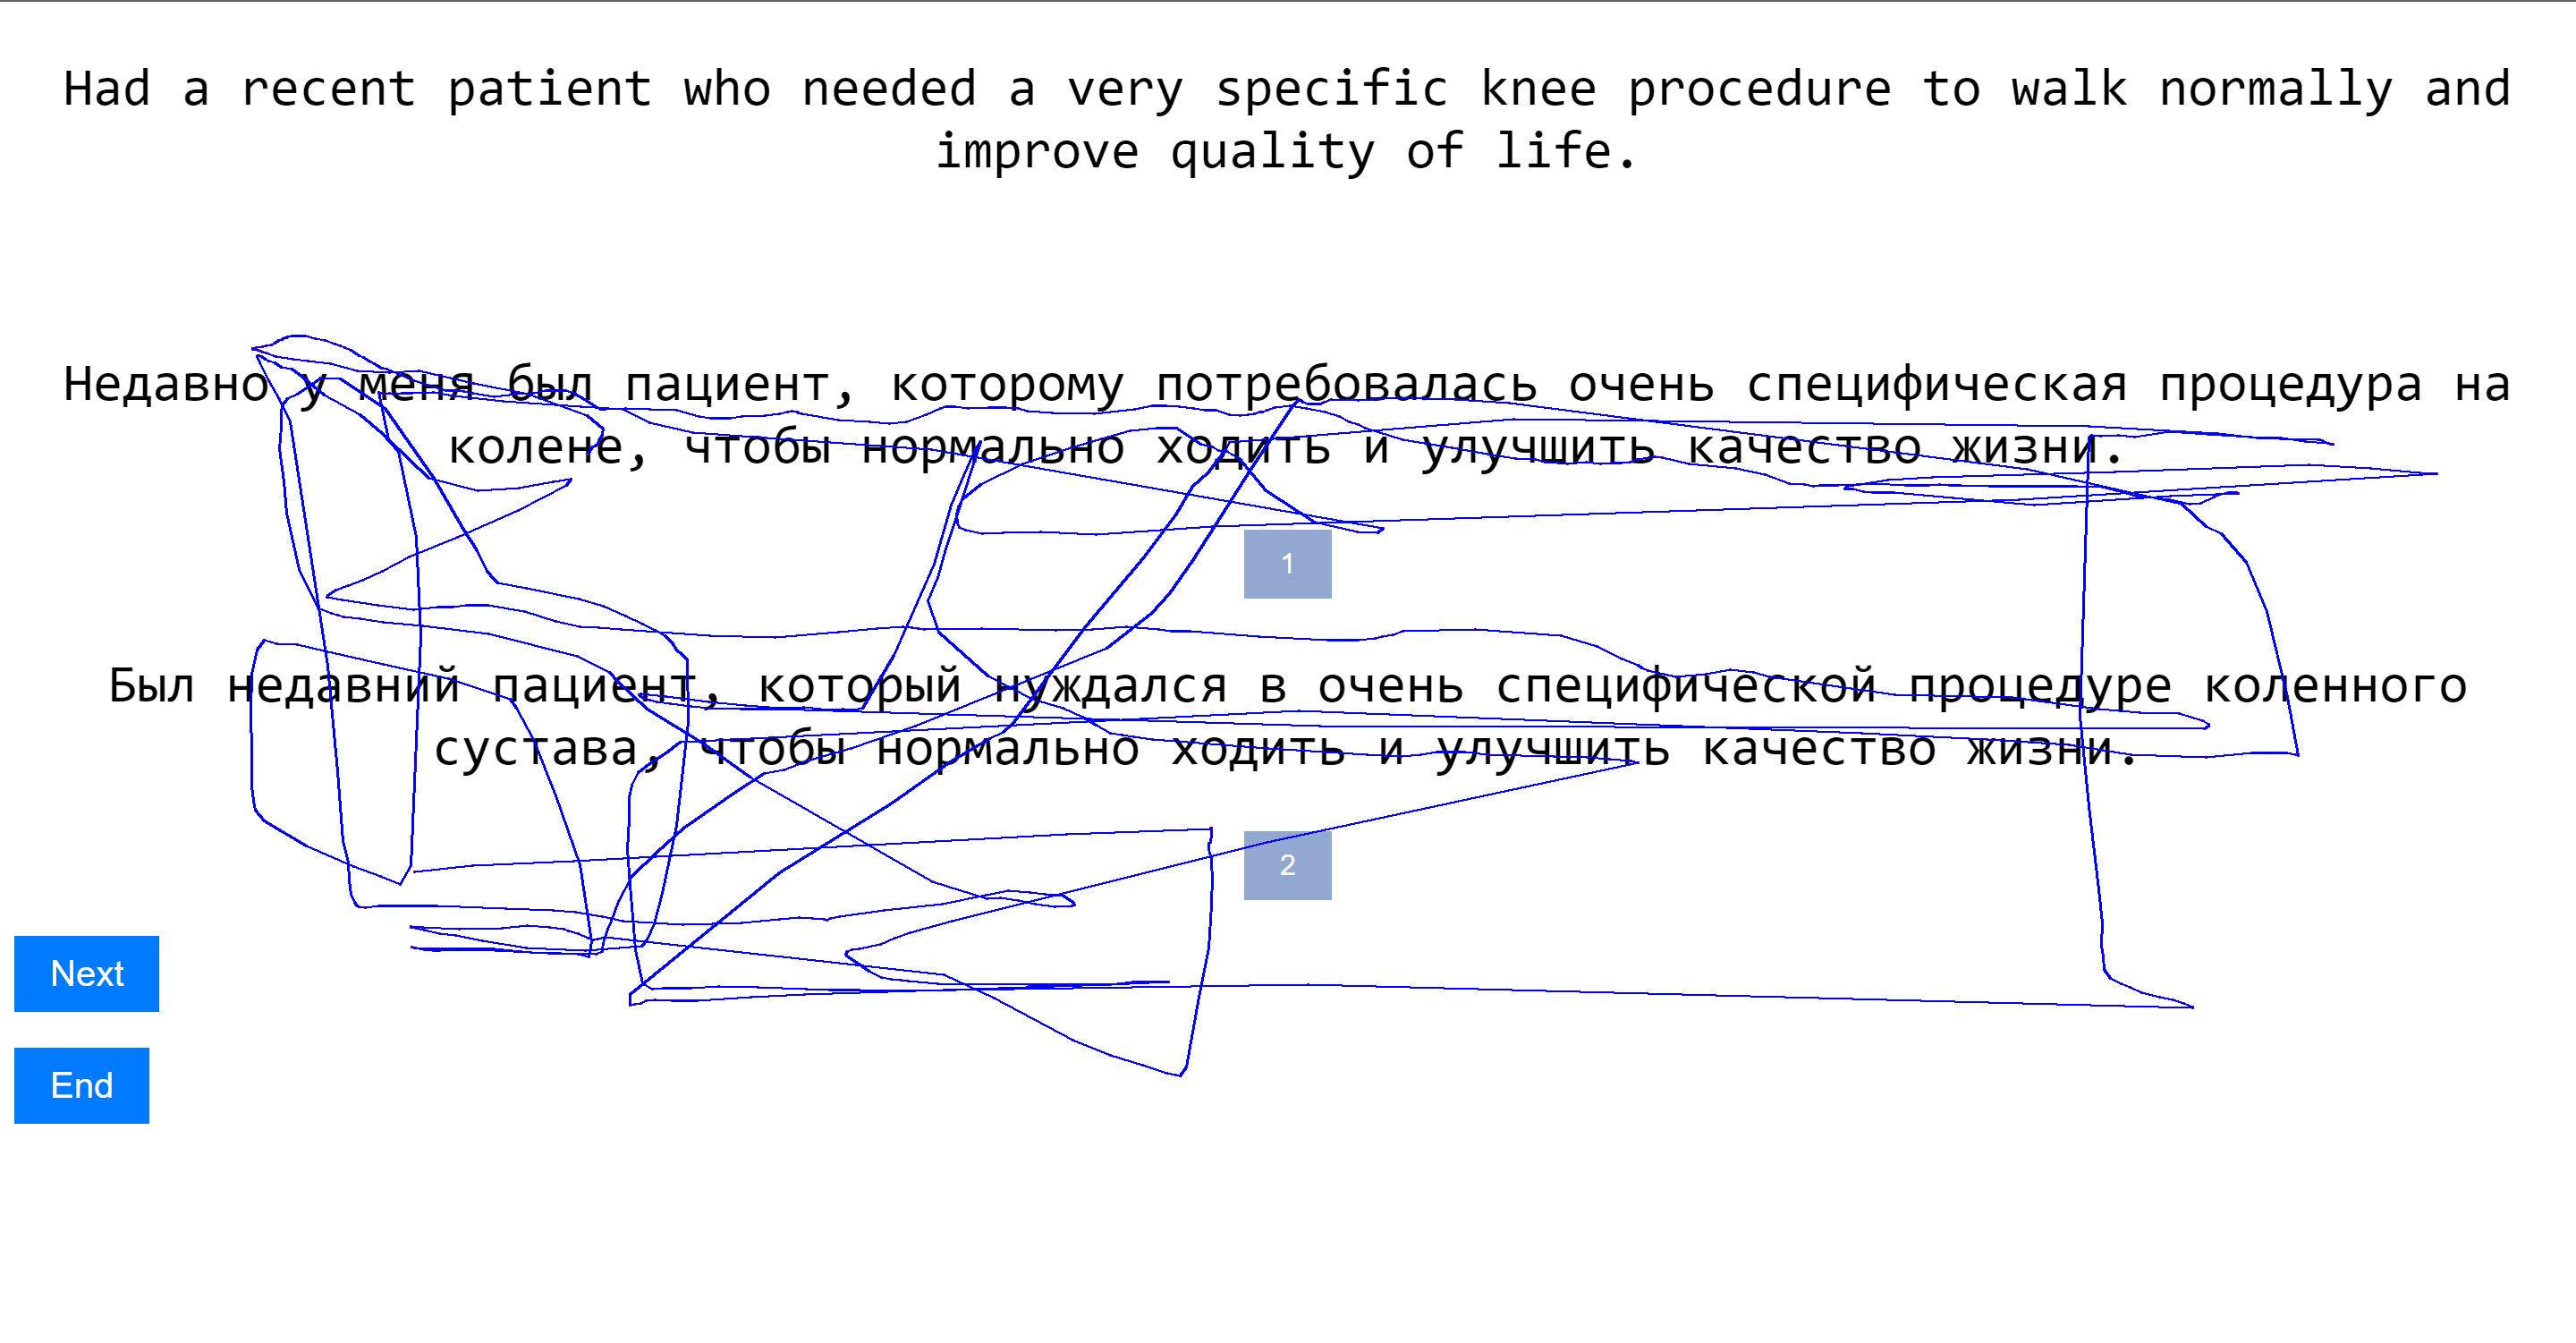 Had a recent patient who needed a very specific knee procedure to walk normally and
improve quality of life.
Недавно у меня был пациент, которому потребовалась очень специфическая процедура на
колене, чтобы нормально ходить и улучшить качество жизни.
1
Был недавний пациент, который нуждался в очень специфической процедуре коленного
сустава, чтобы нормально ходить и улучшить качество жизни.
2
Next
End